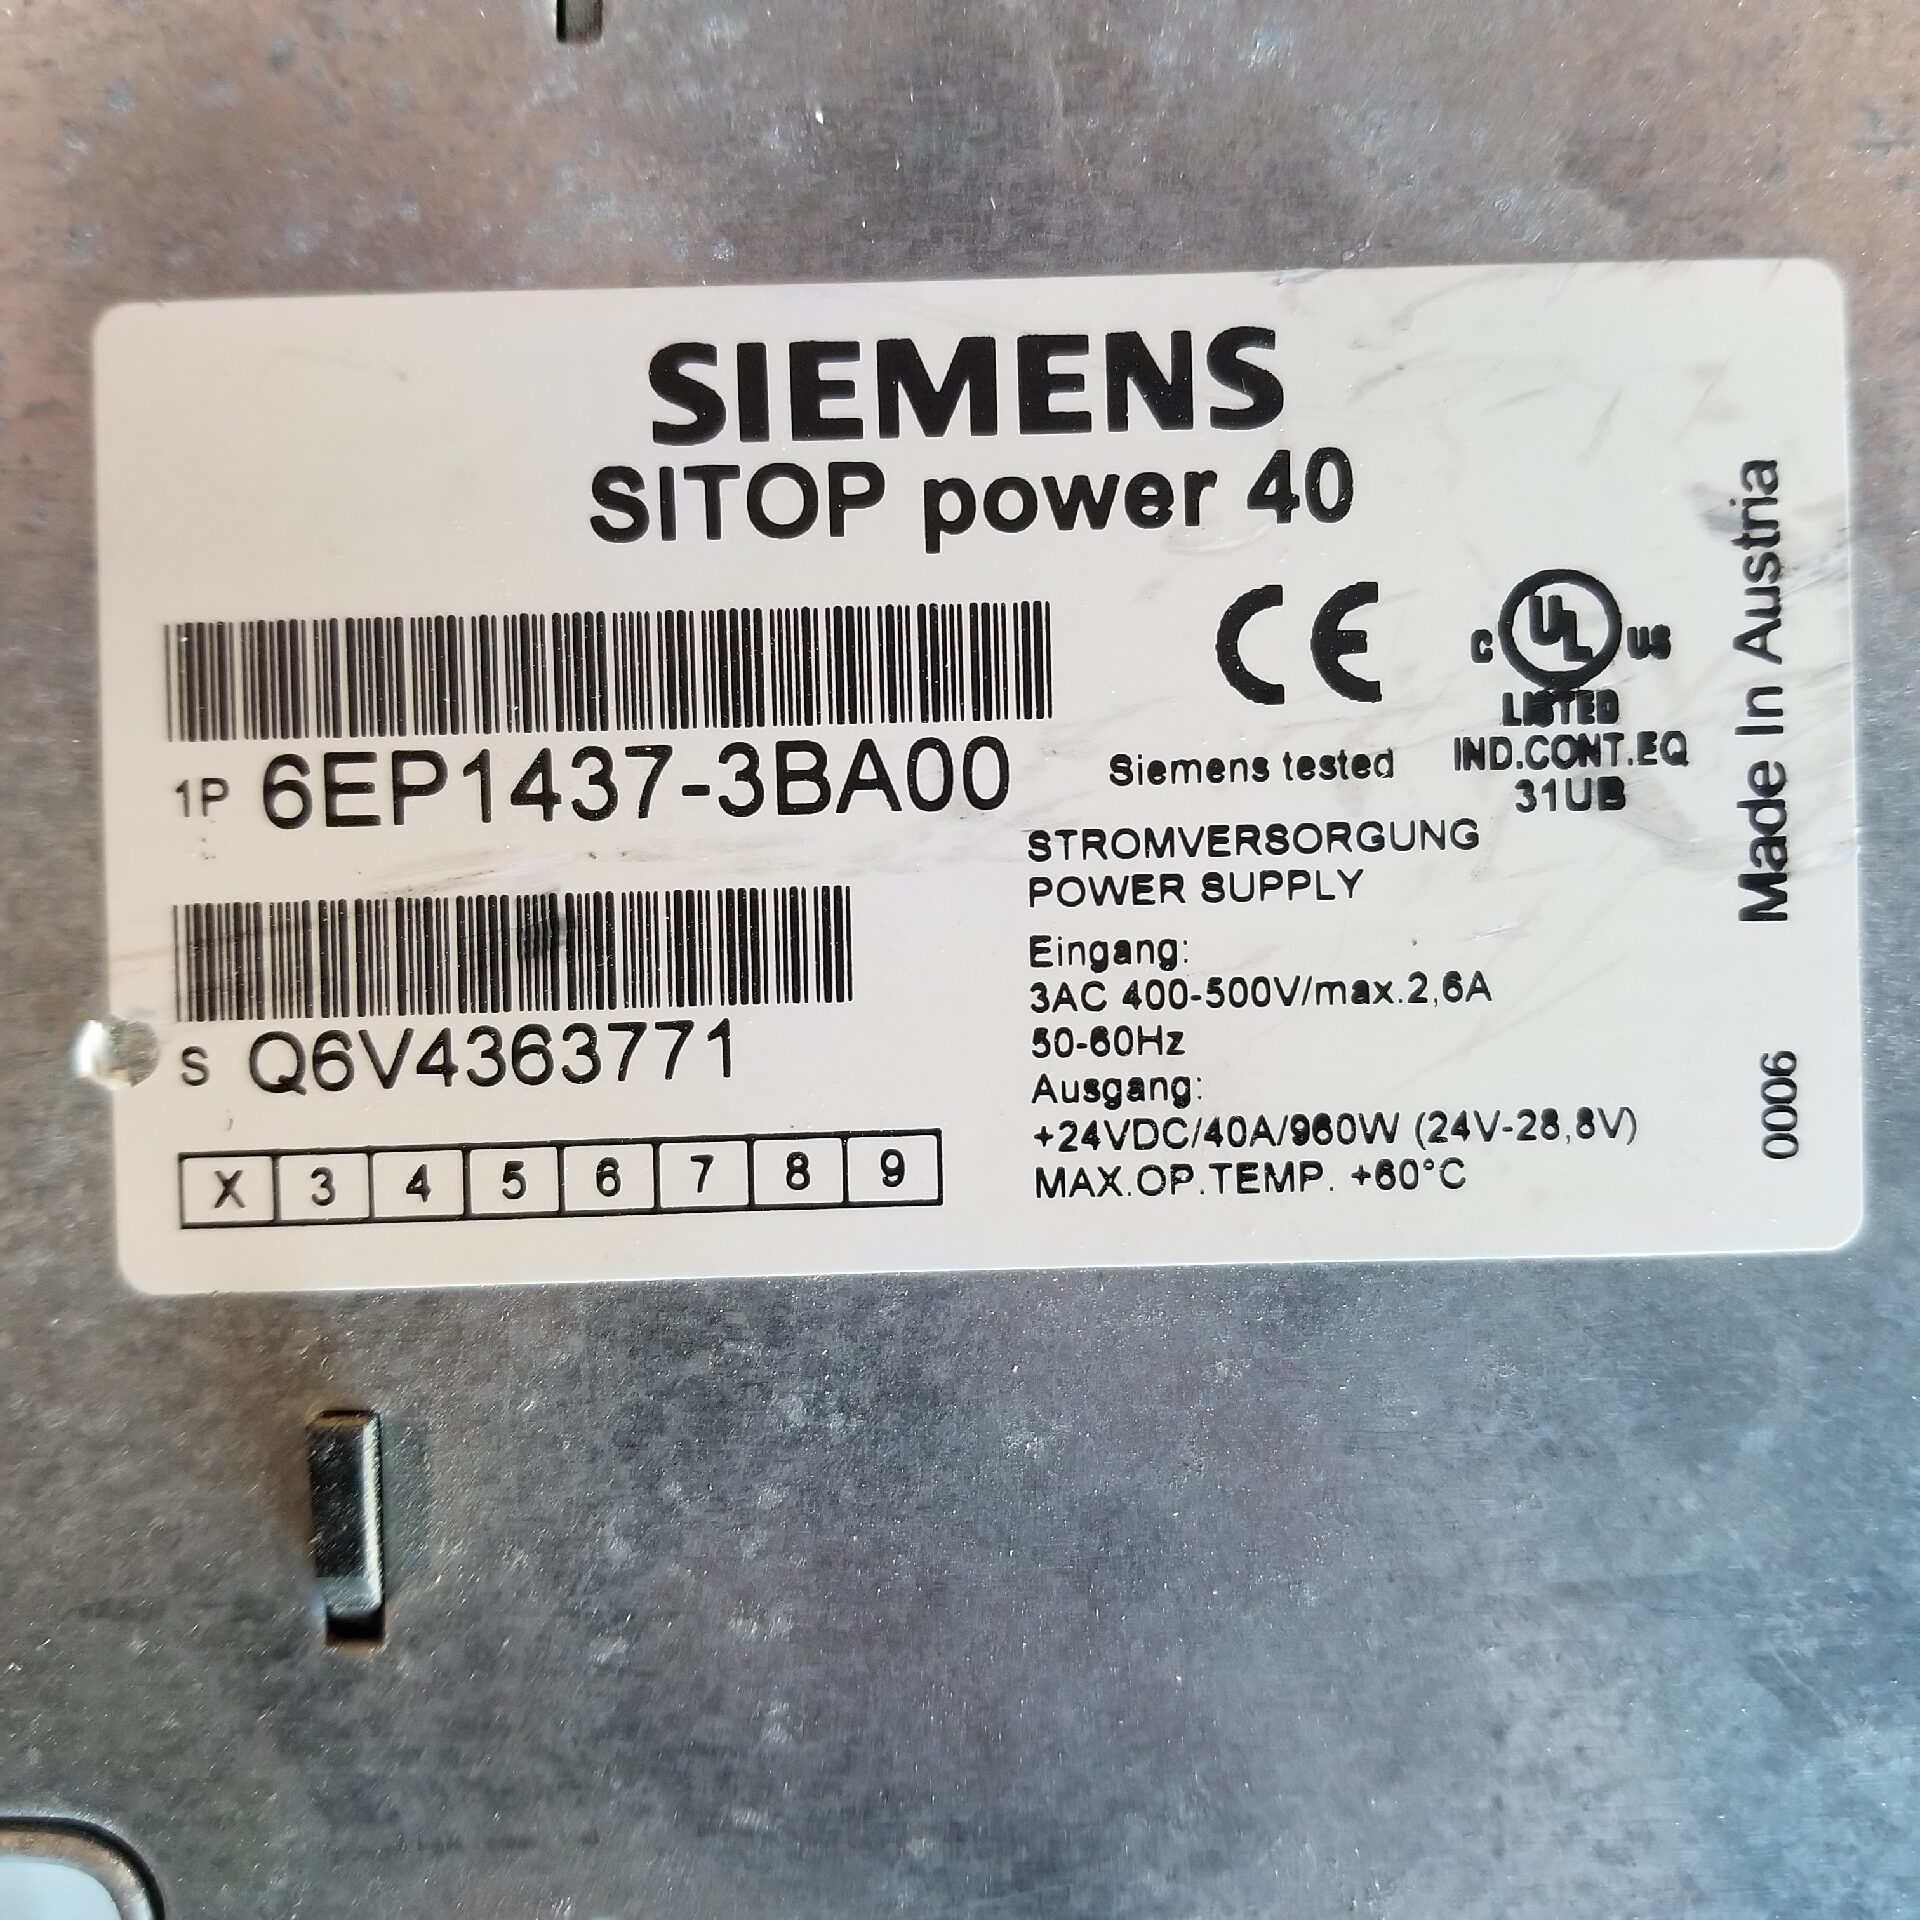 SIEMENS
SITOP power 40
1P 6EP1437-3BA00
S Q6V4363771
X 3 4 5 6 7 8 9
CE
C UL US
LISTED
IND.CONT.EQ
31UB
Siemens tested
STROMVERSORGUNG
POWER SUPPLY
Eingang:
3AC 400-500V/max.2,6A
50-60Hz
Ausgang:
+24VDC/40A/960W (24V-28,8V)
MAX.OP.TEMP. +60°C
Made In Austria
0006